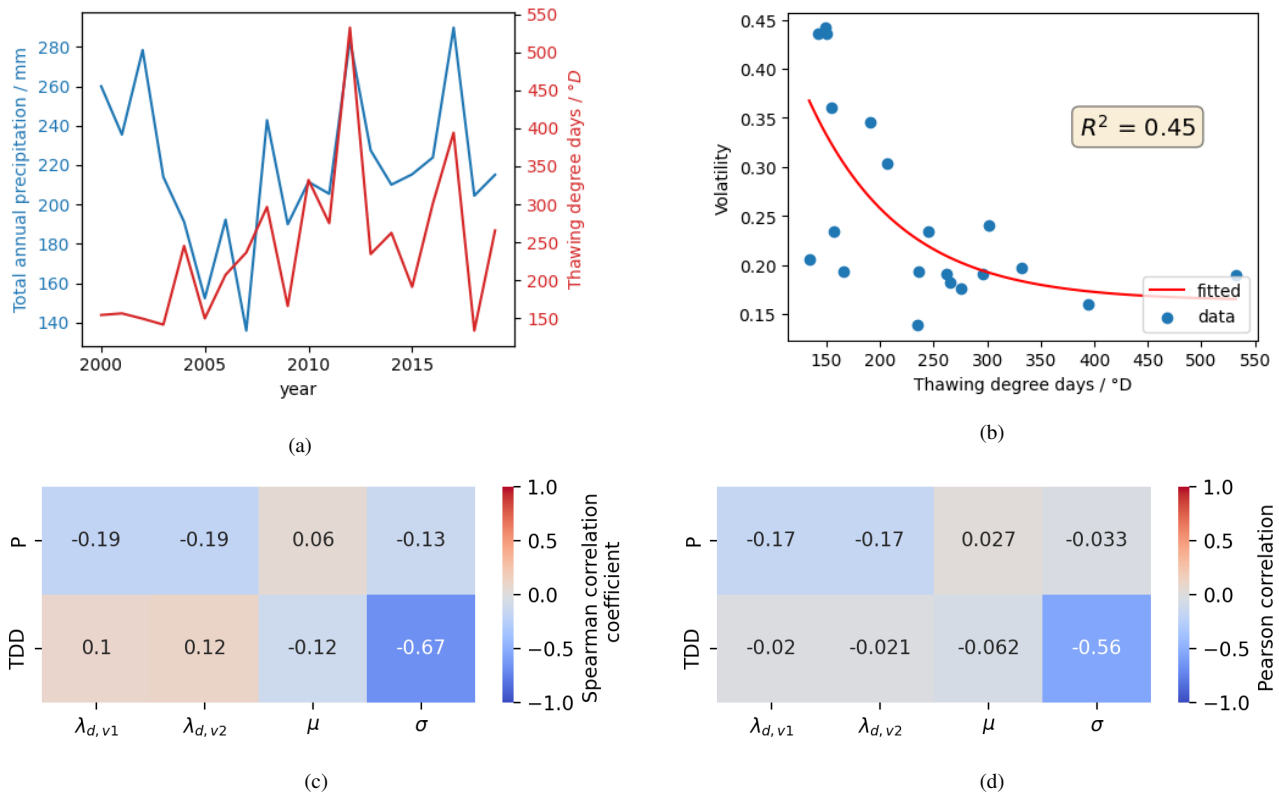 550
500
450
400
350
300
250
200
150
280
260
240
220
200
180
160
140
Total annual precipitation / mm
Thawing degree days / °D
2000 2005 2010 2015
year
(a)
0.45
0.40
0.35
0.30
0.25
0.20
0.15
Volatility
R² = 0.45
fitted
data
150 200 250 300 350 400 450 500 550
Thawing degree days / °D
(b)
P
TDD
-0.19 -0.19 0.06 -0.13
0.1 0.12 -0.12 -0.67
λd,v1 λd,v2 μ σ
1.0
0.5
0.0
−0.5
−1.0
Spearman correlation
coefficient
(c)
P
TDD
-0.17 -0.17 0.027 -0.033
-0.02 -0.021 -0.062 -0.56
λd,v1 λd,v2 μ σ
1.0
0.5
0.0
−0.5
−1.0
Pearson correlation
(d)